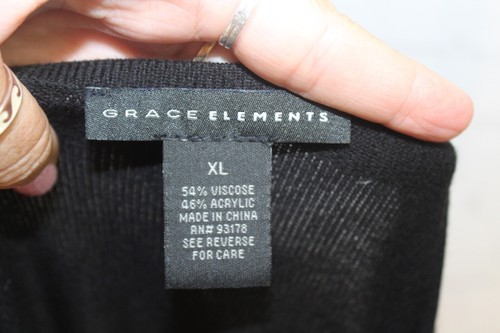 GRACE ELEMENTS
XL
54% VISCOSE
46% ACRYLIC
MADE IN CHINA
RN# 93178
SEE REVERSE
FOR CARE